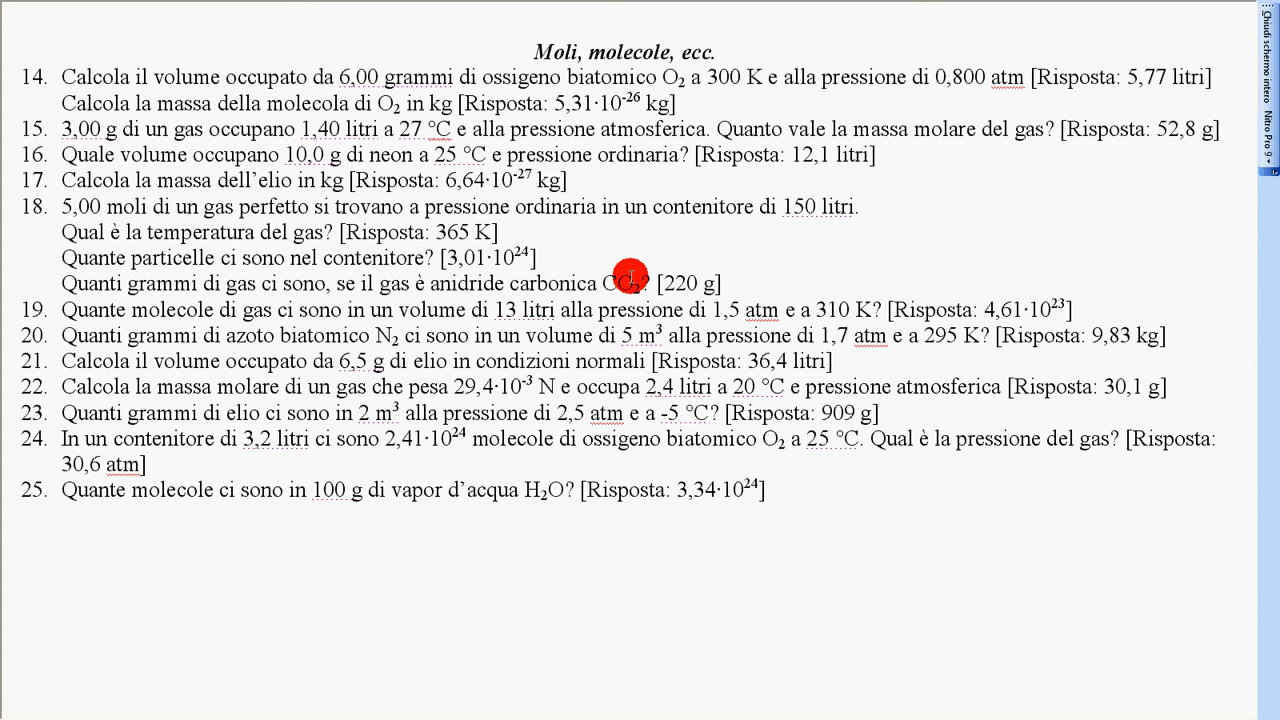 Moli, molecole, ecc.
14. Calcola il volume occupato da 6,00 grammi di ossigeno biatomico O₂ a 300 K e alla pressione di 0,800 atm [Risposta: 5,77 litri]
Calcola la massa della molecola di O₂ in kg [Risposta: 5,31·10⁻²⁶ kg]
15. 3,00 g di un gas occupano 1,40 litri a 27 °C e alla pressione atmosferica. Quanto vale la massa molare del gas? [Risposta: 52,8 g]
16. Quale volume occupano 10,0 g di neon a 25 °C e pressione ordinaria? [Risposta: 12,1 litri]
17. Calcola la massa dell’elio in kg [Risposta: 6,64·10⁻²⁷ kg]
18. 5,00 moli di un gas perfetto si trovano a pressione ordinaria in un contenitore di 150 litri.
Qual è la temperatura del gas? [Risposta: 365 K]
Quante particelle ci sono nel contenitore? [3,01·10²⁴]
Quanti grammi di gas ci sono, se il gas è anidride carbonica CO₂? [220 g]
19. Quante molecole di gas ci sono in un volume di 13 litri alla pressione di 1,5 atm e a 310 K? [Risposta: 4,61·10²³]
20. Quanti grammi di azoto biatomico N₂ ci sono in un volume di 5 m³ alla pressione di 1,7 atm e a 295 K? [Risposta: 9,83 kg]
21. Calcola il volume occupato da 6,5 g di elio in condizioni normali [Risposta: 36,4 litri]
22. Calcola la massa molare di un gas che pesa 29,4·10⁻³ N e occupa 2,4 litri a 20 °C e pressione atmosferica [Risposta: 30,1 g]
23. Quanti grammi di elio ci sono in 2 m³ alla pressione di 2,5 atm e a -5 °C? [Risposta: 909 g]
24. In un contenitore di 3,2 litri ci sono 2,41·10²⁴ molecole di ossigeno biatomico O₂ a 25 °C. Qual è la pressione del gas? [Risposta:
30,6 atm]
25. Quante molecole ci sono in 100 g di vapor d’acqua H₂O? [Risposta: 3,34·10²⁴]
Chiudi schermo intero - Nitro Pro 9